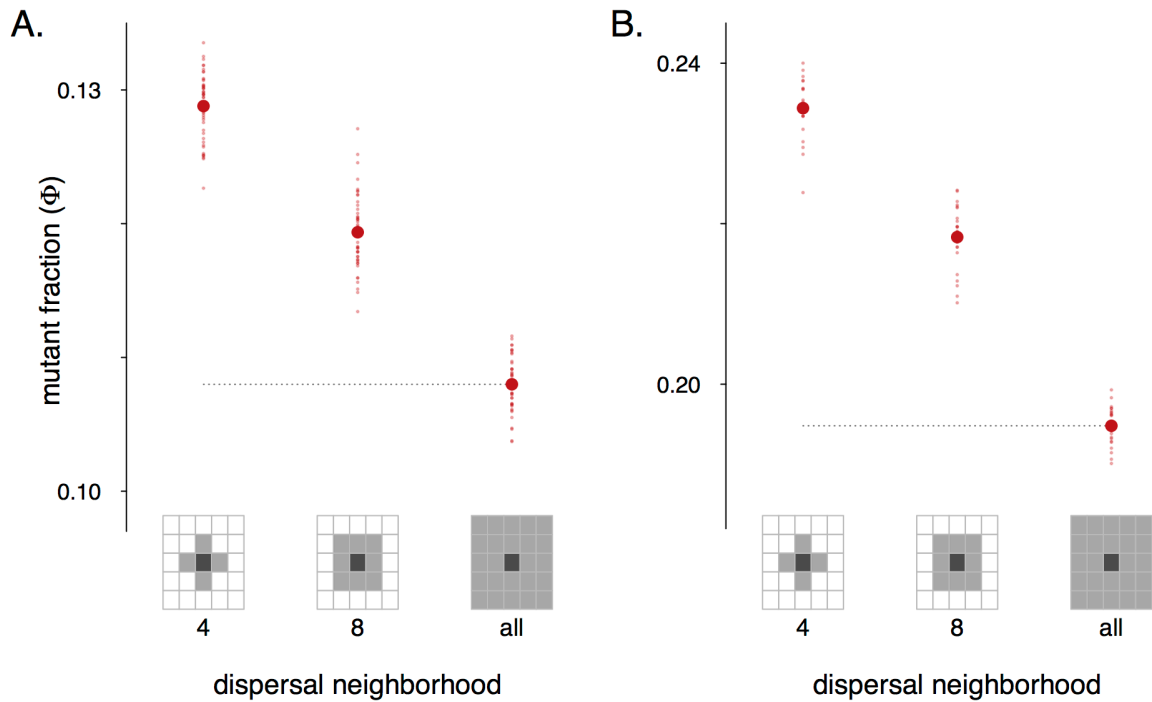 A.
0.13
mutant fraction (Φ)
0.10
4
8
all
dispersal neighborhood
B.
0.24
0.20
4
8
all
dispersal neighborhood